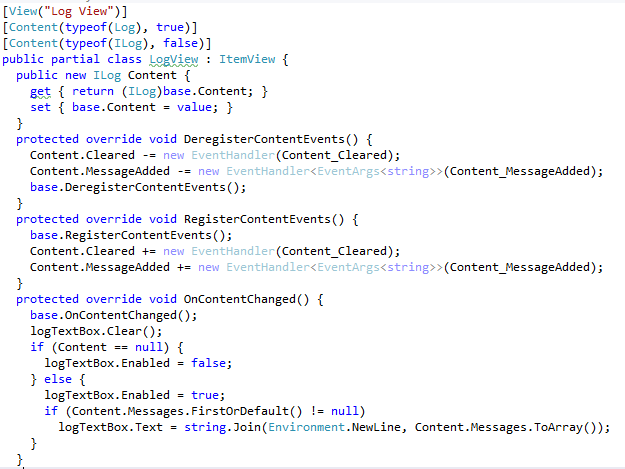 [View("Log View")]
[Content(typeof(Log), true)]
[Content(typeof(ILog), false)]
public partial class LogView : ItemView {
  public new ILog Content {
    get { return (ILog)base.Content; }
    set { base.Content = value; }
  }
  protected override void DeregisterContentEvents() {
    Content.Cleared -= new EventHandler(Content_Cleared);
    Content.MessageAdded -= new EventHandler<EventArgs<string>>(Content_MessageAdded);
    base.DeregisterContentEvents();
  }
  protected override void RegisterContentEvents() {
    base.RegisterContentEvents();
    Content.Cleared += new EventHandler(Content_Cleared);
    Content.MessageAdded += new EventHandler<EventArgs<string>>(Content_MessageAdded);
  }
  protected override void OnContentChanged() {
    base.OnContentChanged();
    logTextBox.Clear();
    if (Content == null) {
      logTextBox.Enabled = false;
    } else {
      logTextBox.Enabled = true;
      if (Content.Messages.FirstOrDefault() != null)
        logTextBox.Text = string.Join(Environment.NewLine, Content.Messages.ToArray());
    }
  }